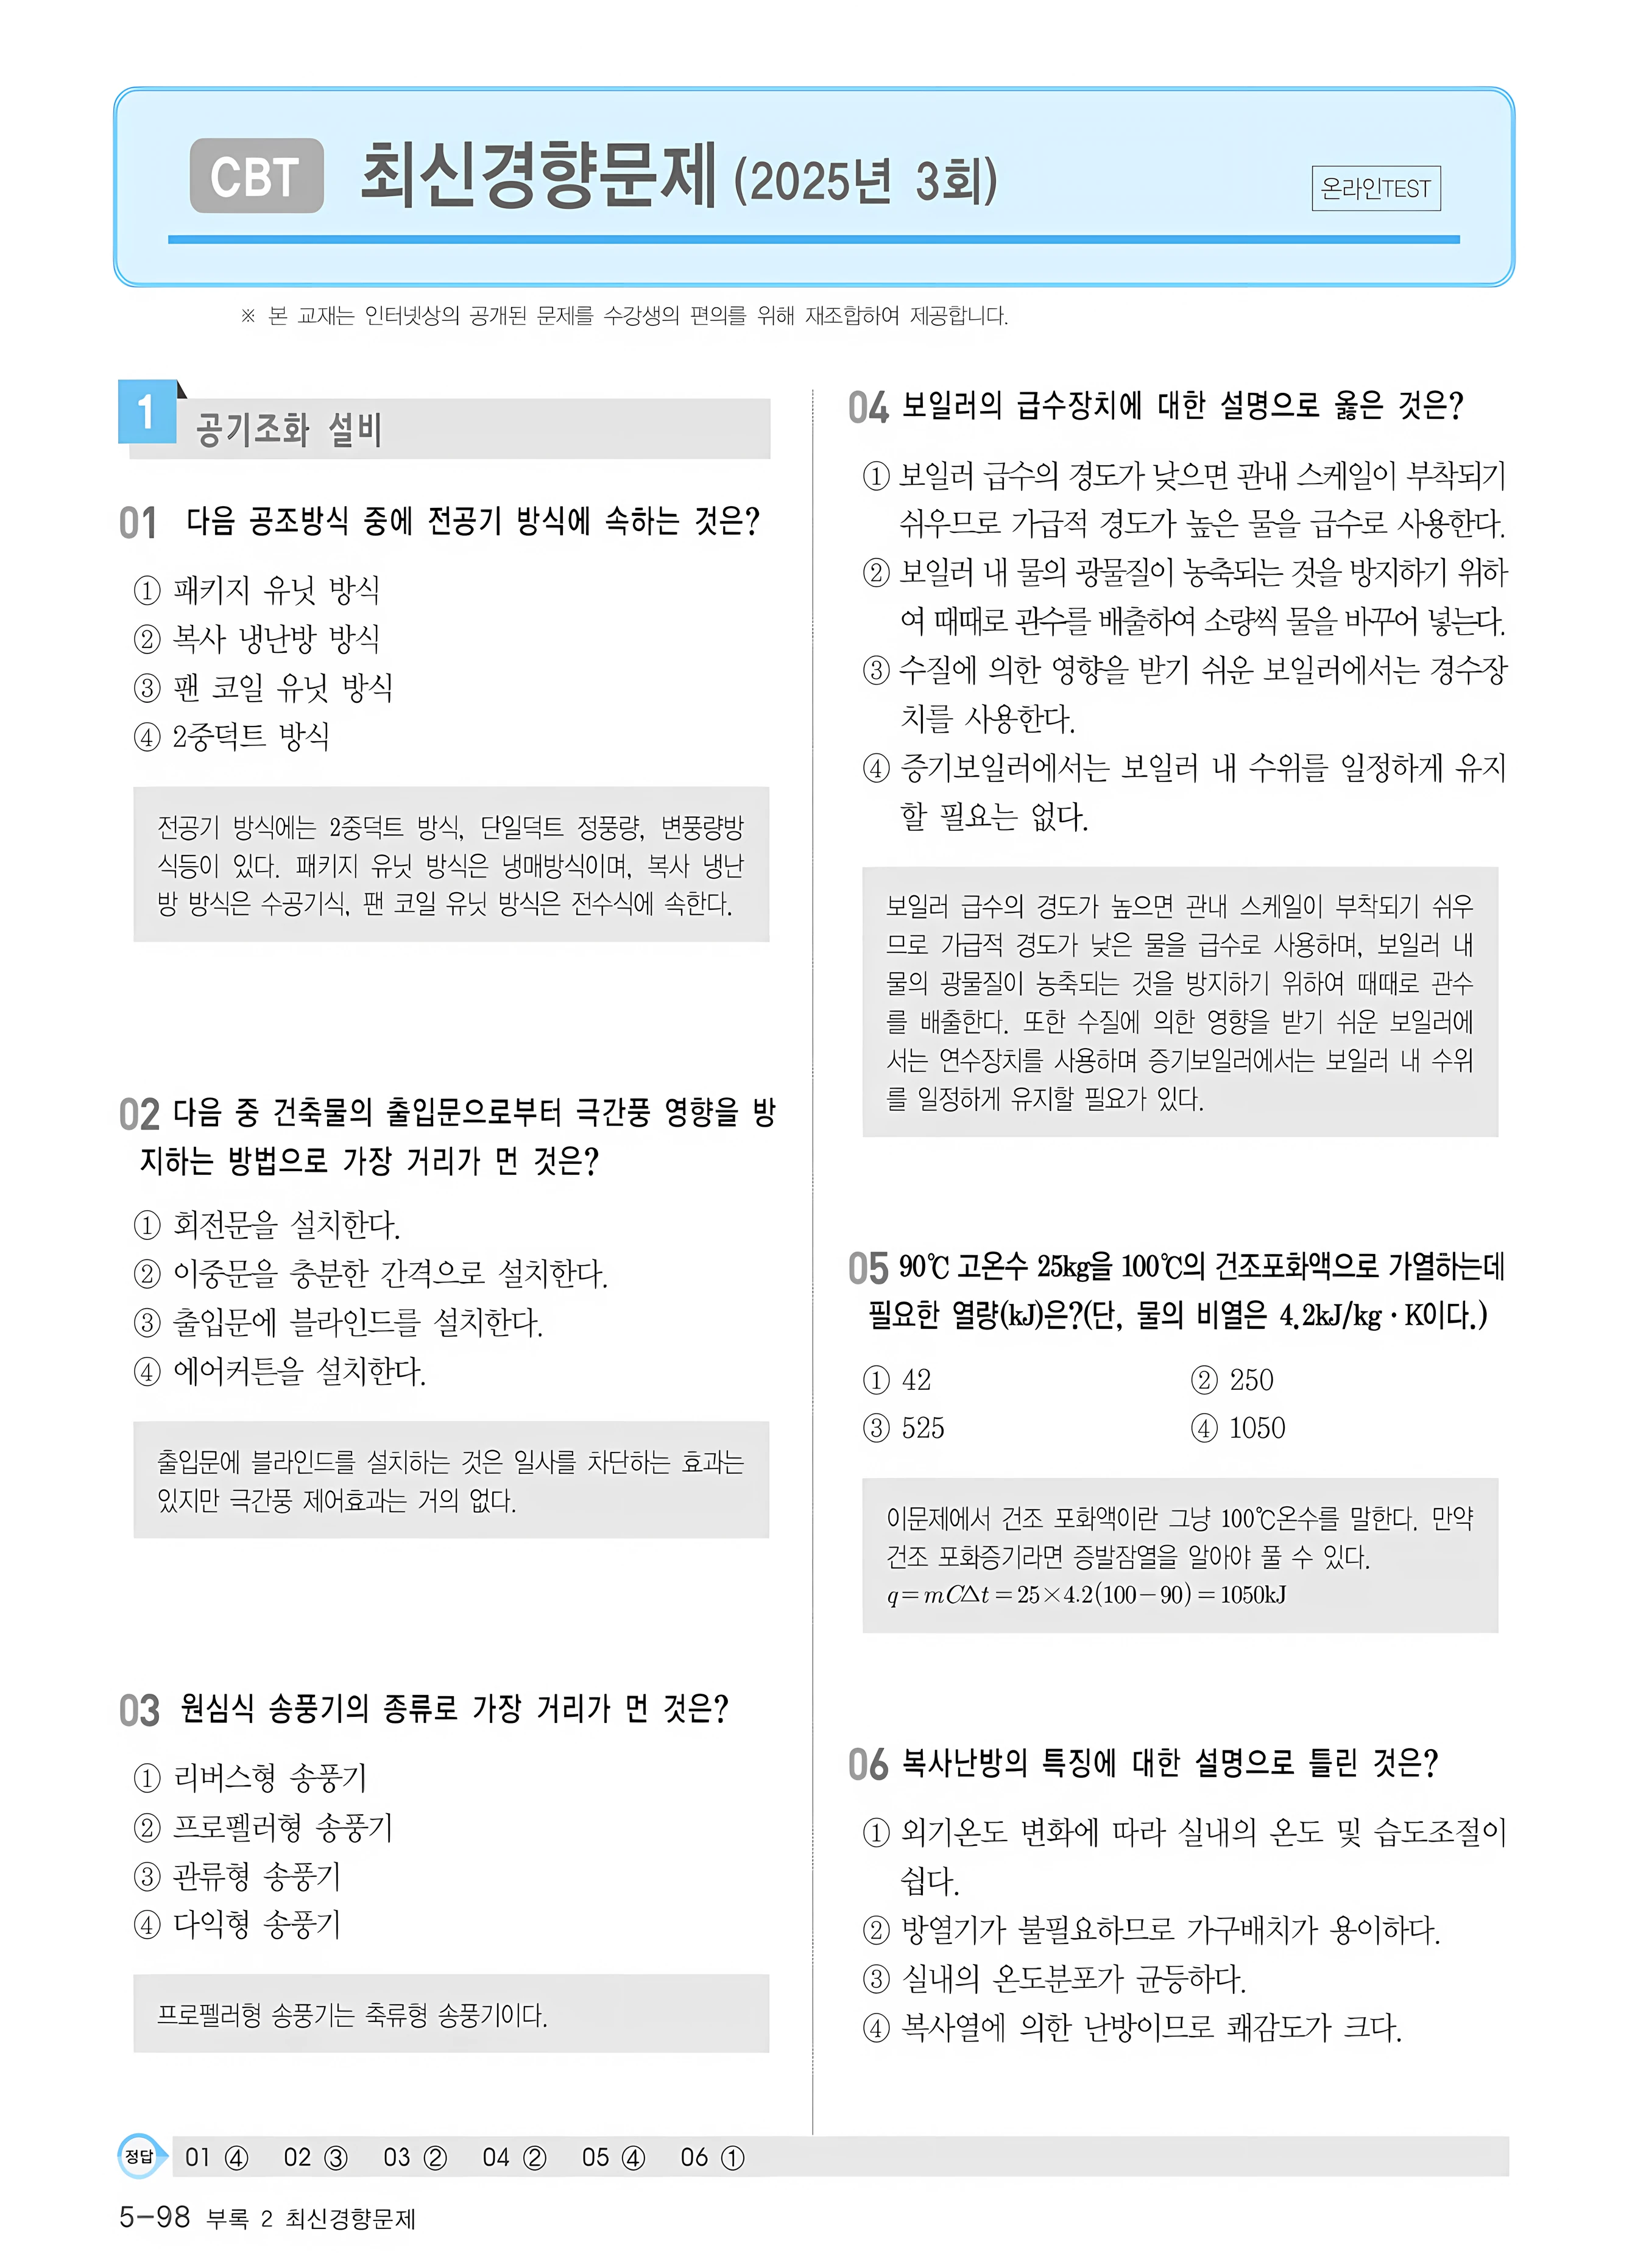 CBT 최신경향문제 (2025년 3회)
온라인TEST
※ 본 교재는 인터넷상의 공개된 문제를 수강생의 편의를 위해 재조합하여 제공합니다.
1 공기조화 설비
01 다음 공조방식 중에 전공기 방식에 속하는 것은?
① 패키지 유닛 방식
② 복사 냉난방 방식
③ 팬 코일 유닛 방식
④ 2중덕트 방식
전공기 방식에는 2중덕트 방식, 단일덕트 정풍량, 변풍량방
식등이 있다. 패키지 유닛 방식은 냉매방식이며, 복사 냉난
방 방식은 수공기식, 팬 코일 유닛 방식은 전수식에 속한다.
02 다음 중 건축물의 출입문으로부터 극간풍 영향을 방
지하는 방법으로 가장 거리가 먼 것은?
① 회전문을 설치한다.
② 이중문을 충분한 간격으로 설치한다.
③ 출입문에 블라인드를 설치한다.
④ 에어커튼을 설치한다.
출입문에 블라인드를 설치하는 것은 일사를 차단하는 효과는
있지만 극간풍 제어효과는 거의 없다.
03 원심식 송풍기의 종류로 가장 거리가 먼 것은?
① 리버스형 송풍기
② 프로펠러형 송풍기
③ 관류형 송풍기
④ 다익형 송풍기
프로펠러형 송풍기는 축류형 송풍기이다.
04 보일러의 급수장치에 대한 설명으로 옳은 것은?
① 보일러 급수의 경도가 낮으면 관내 스케일이 부착되기
쉬우므로 가급적 경도가 높은 물을 급수로 사용한다.
② 보일러 내 물의 광물질이 농축되는 것을 방지하기 위하
여 때때로 관수를 배출하여 소량씩 물을 바꾸어 넣는다.
③ 수질에 의한 영향을 받기 쉬운 보일러에서는 경수장
치를 사용한다.
④ 증기보일러에서는 보일러 내 수위를 일정하게 유지
할 필요는 없다.
보일러 급수의 경도가 높으면 관내 스케일이 부착되기 쉬우
므로 가급적 경도가 낮은 물을 급수로 사용하며, 보일러 내
물의 광물질이 농축되는 것을 방지하기 위하여 때때로 관수
를 배출한다. 또한 수질에 의한 영향을 받기 쉬운 보일러에
서는 연수장치를 사용하며 증기보일러에서는 보일러 내 수위
를 일정하게 유지할 필요가 있다.
05 90℃ 고온수 25kg을 100℃의 건조포화액으로 가열하는데
필요한 열량(kJ)은?(단, 물의 비열은 4.2kJ/kg · K이다.)
① 42 ② 250
③ 525 ④ 1050
이문제에서 건조 포화액이란 그냥 100℃온수를 말한다. 만약
건조 포화증기라면 증발잠열을 알아야 풀 수 있다.
q = mCΔt = 25×4.2(100-90) = 1050kJ
06 복사난방의 특징에 대한 설명으로 틀린 것은?
① 외기온도 변화에 따라 실내의 온도 및 습도조절이
쉽다.
② 방열기가 불필요하므로 가구배치가 용이하다.
③ 실내의 온도분포가 균등하다.
④ 복사열에 의한 난방이므로 쾌감도가 크다.
정답 01 ④ 02 ③ 03 ② 04 ② 05 ④ 06 ①
5-98 부록 2 최신경향문제